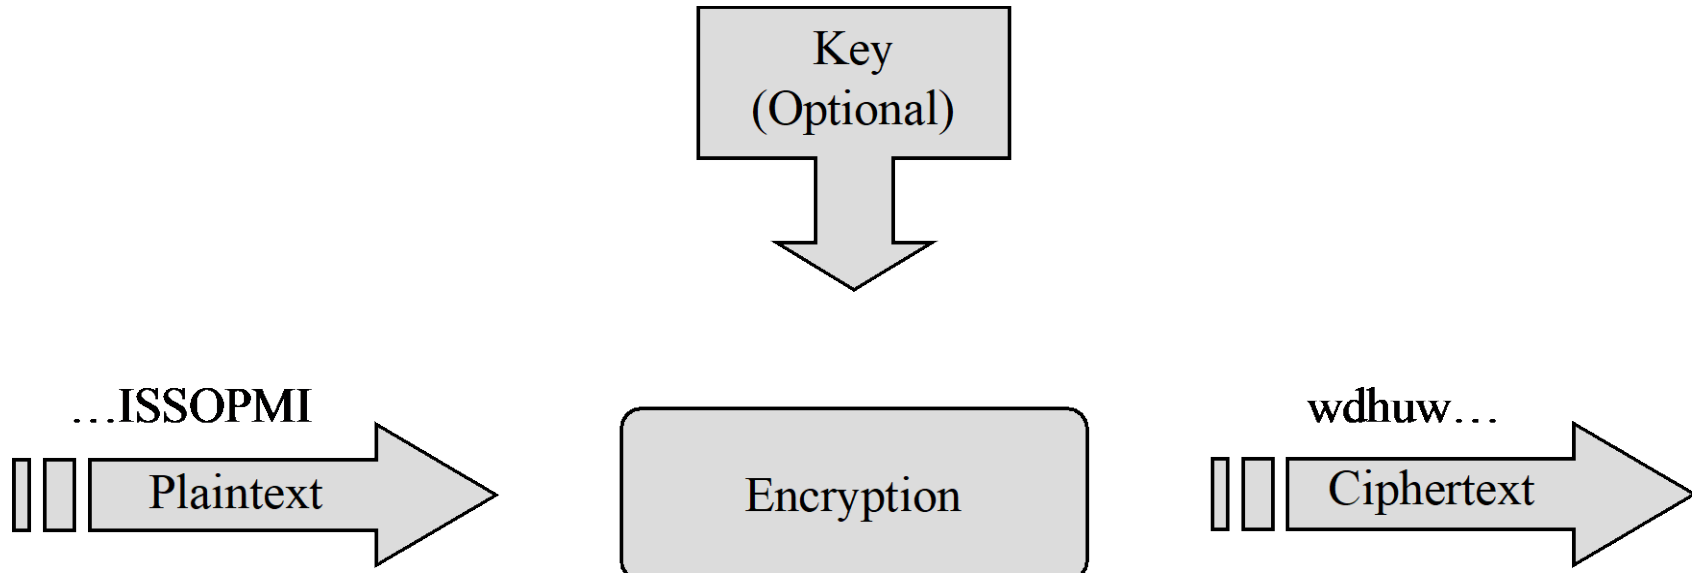 Key
(Optional)
…ISSOPMI
wdhuw…
Plaintext
Encryption
Ciphertext